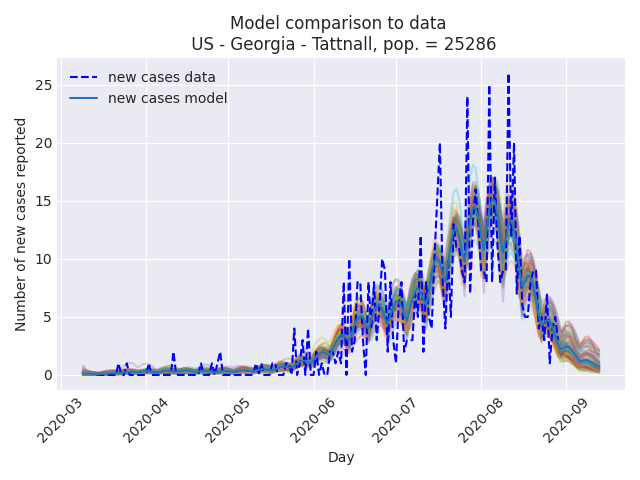 Model comparison to data
US - Georgia - Tattnall, pop. = 25286
new cases data
new cases model
Number of new cases reported
25
20
15
10
5
0
2020-03
2020-04
2020-05
2020-06
2020-07
2020-08
2020-09
Day